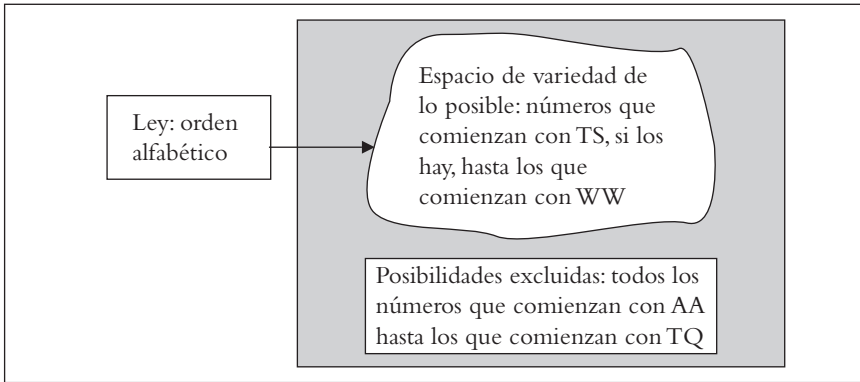 Ley: orden
alfabético
Espacio de variedad de
lo posible: números que
comienzan con TS, si los
hay, hasta los que
comienzan con WW
Posibilidades excluidas: todos los
números que comienzan con AA
hasta los que comienzan con TQ